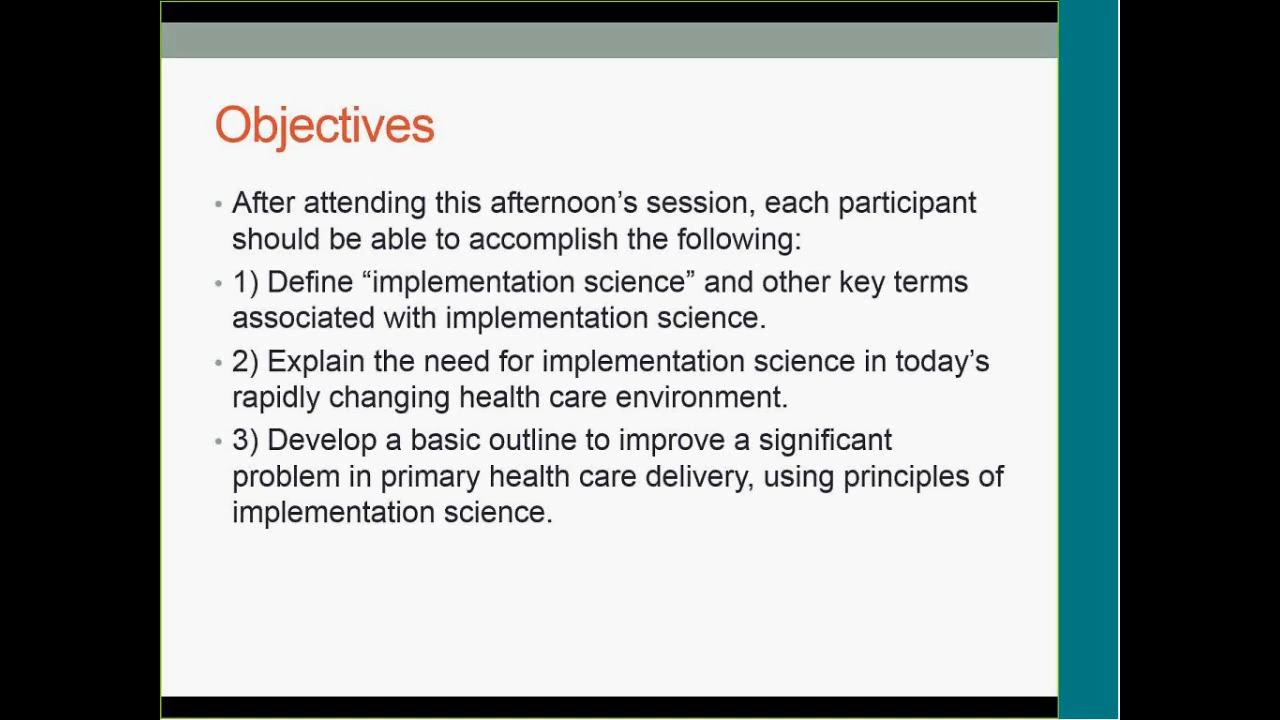 Objectives
• After attending this afternoon’s session, each participant
should be able to accomplish the following:
• 1) Define “implementation science” and other key terms
associated with implementation science.
• 2) Explain the need for implementation science in today’s
rapidly changing health care environment.
• 3) Develop a basic outline to improve a significant
problem in primary health care delivery, using principles of
implementation science.